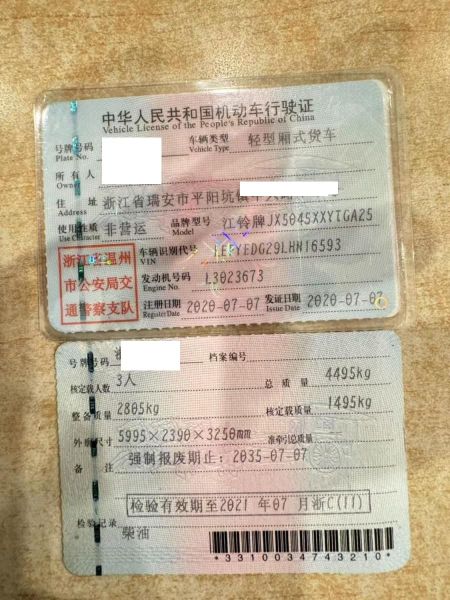 中华人民共和国机动车行驶证
Vehicle License of the People's Republic of China
号牌号码 车辆类型 轻型厢式货车
Plate No. Vehicle Type
所有人
Owner
住址 浙江省瑞安市平阳坑镇
Address
使用性质 非营运 品牌型号 江铃牌JX5045XXYTGA25
Use Character Model
浙江省温州
市公安局交
通警察支队
车辆识别代号 LEFYEDG29LHN16593
VIN
发动机号码 L3023673
Engine No.
注册日期 2020-07-07 发证日期 2020-07-07
Register Date Issue Date
号牌号码 档案编号
核定载人数 3人 总质量 4495kg
整备质量 2805kg 核定载质量 1495kg
外廓尺寸 5995×2390×3250 准牵引总质量
备注 强制报废期止：2035-07-07
检验有效期至2021 年07 月浙C(11)
检验记录
柴油
*3310034743210*